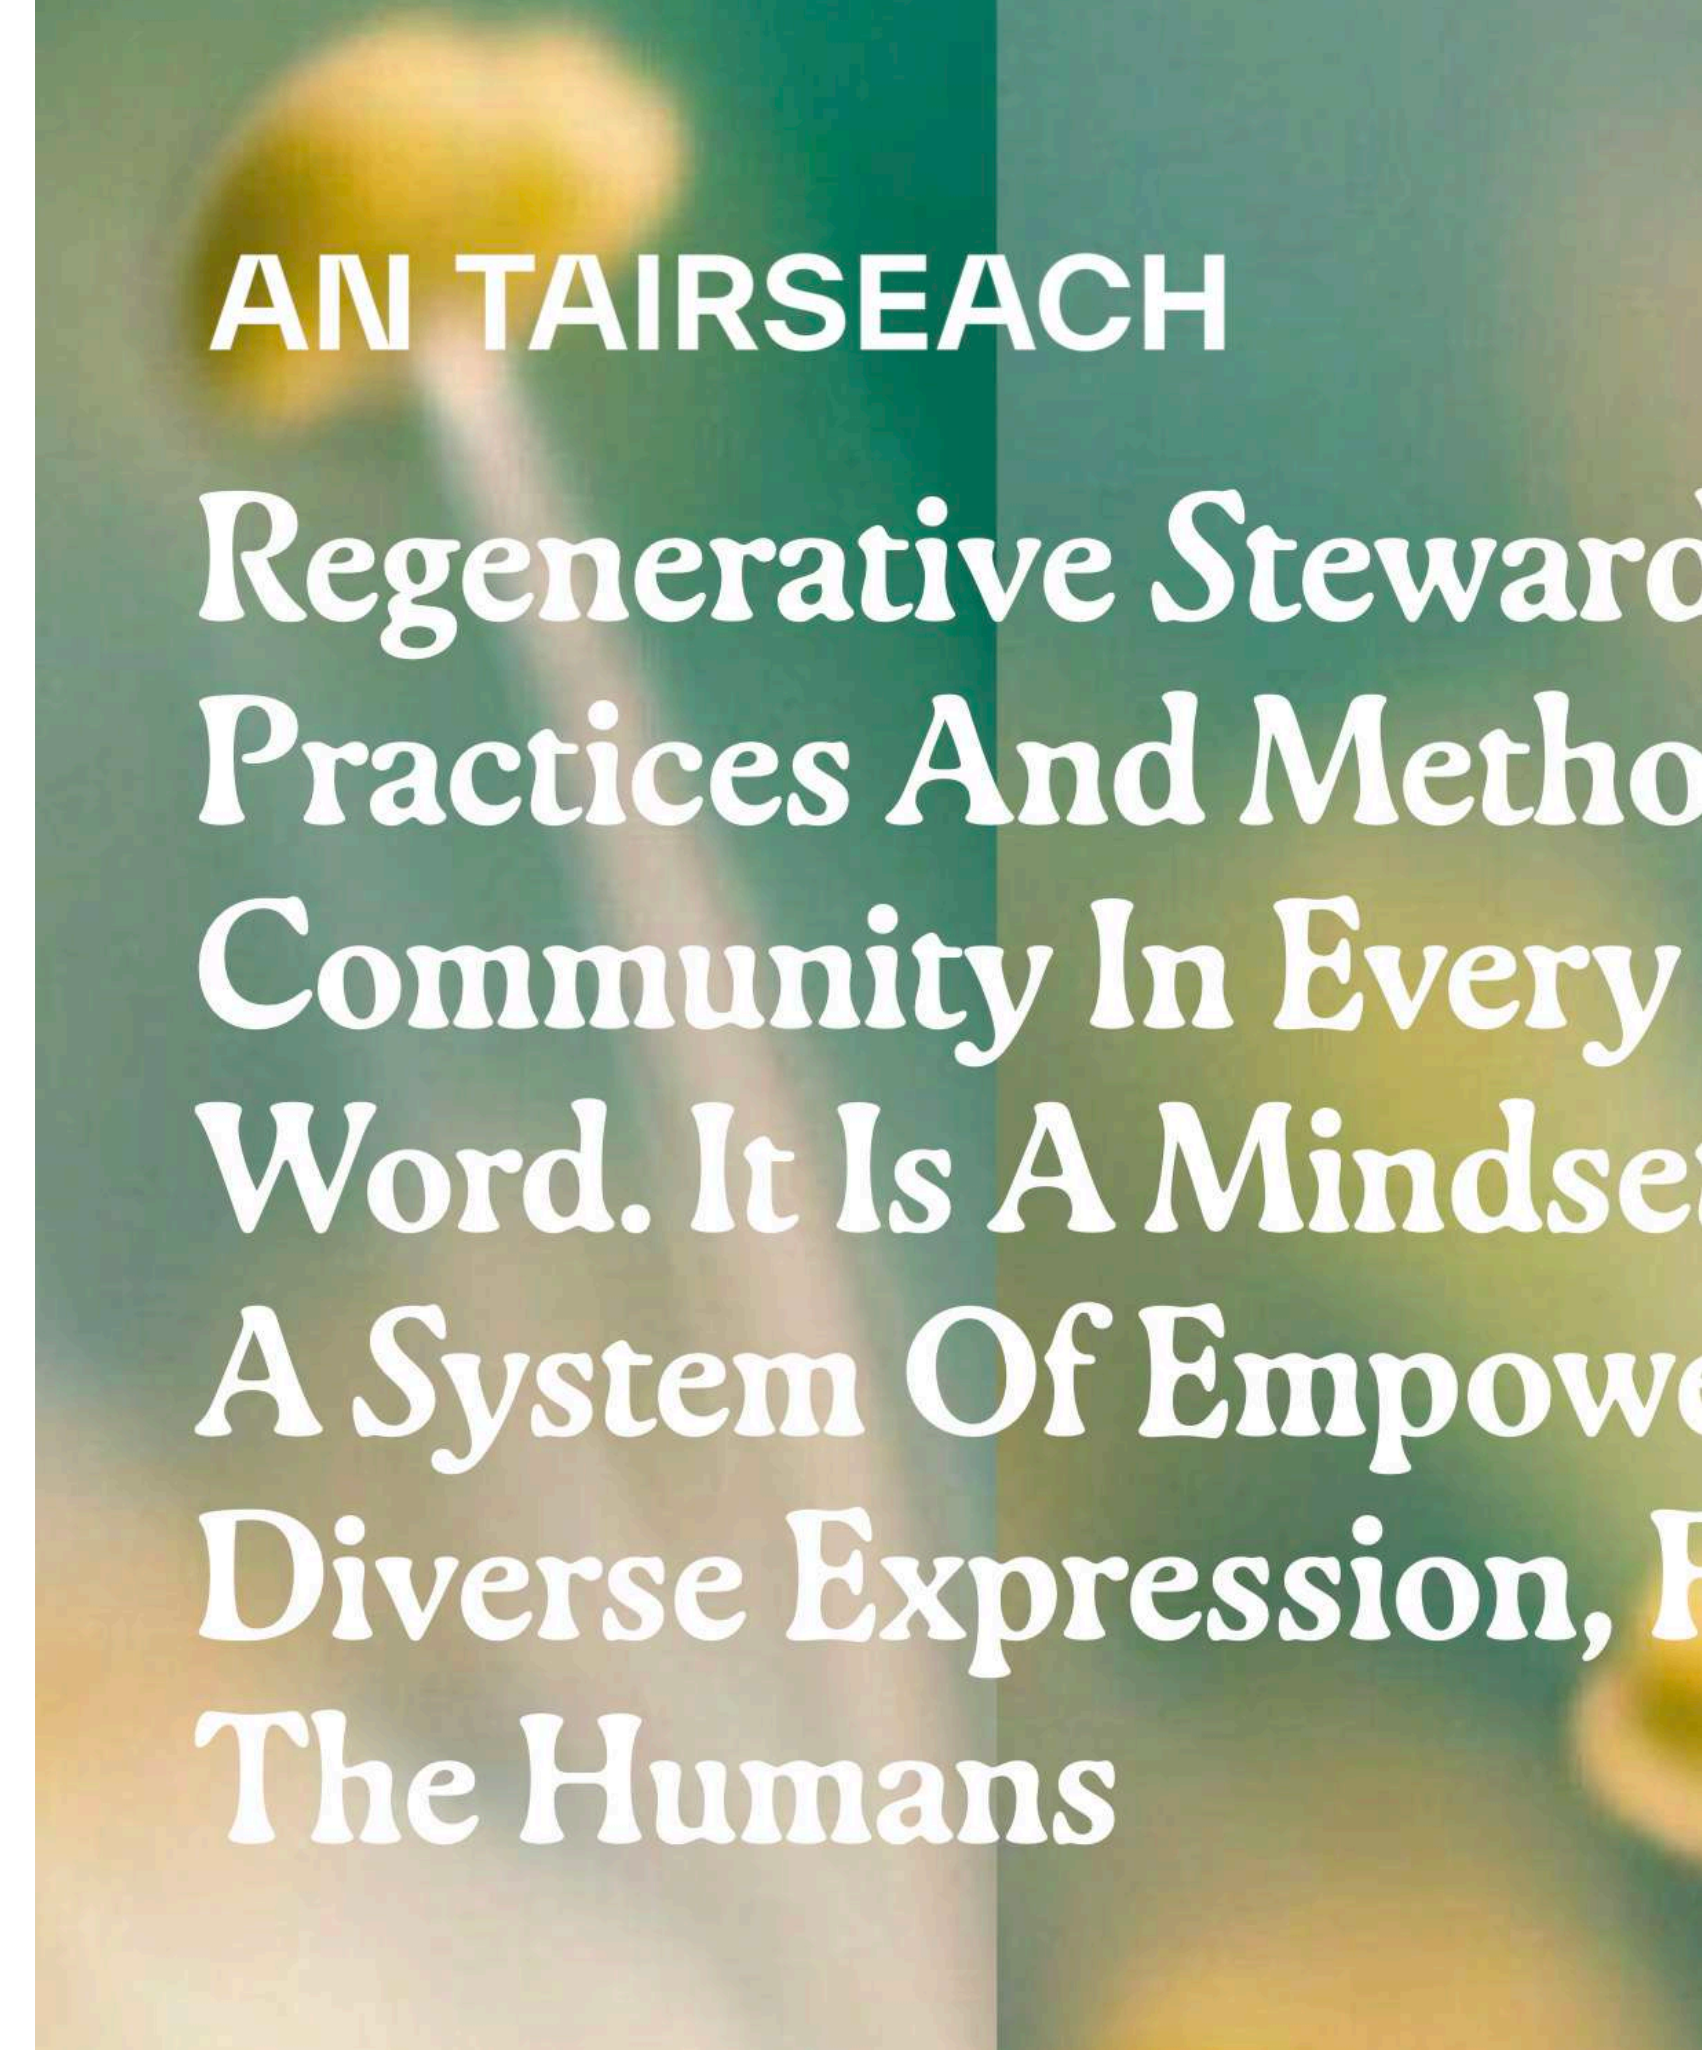 AN TAIRSEACH
Regenerative
Practices And
Community In Every
Word. It Is A
A System Of
Diverse Expression,
The Humans